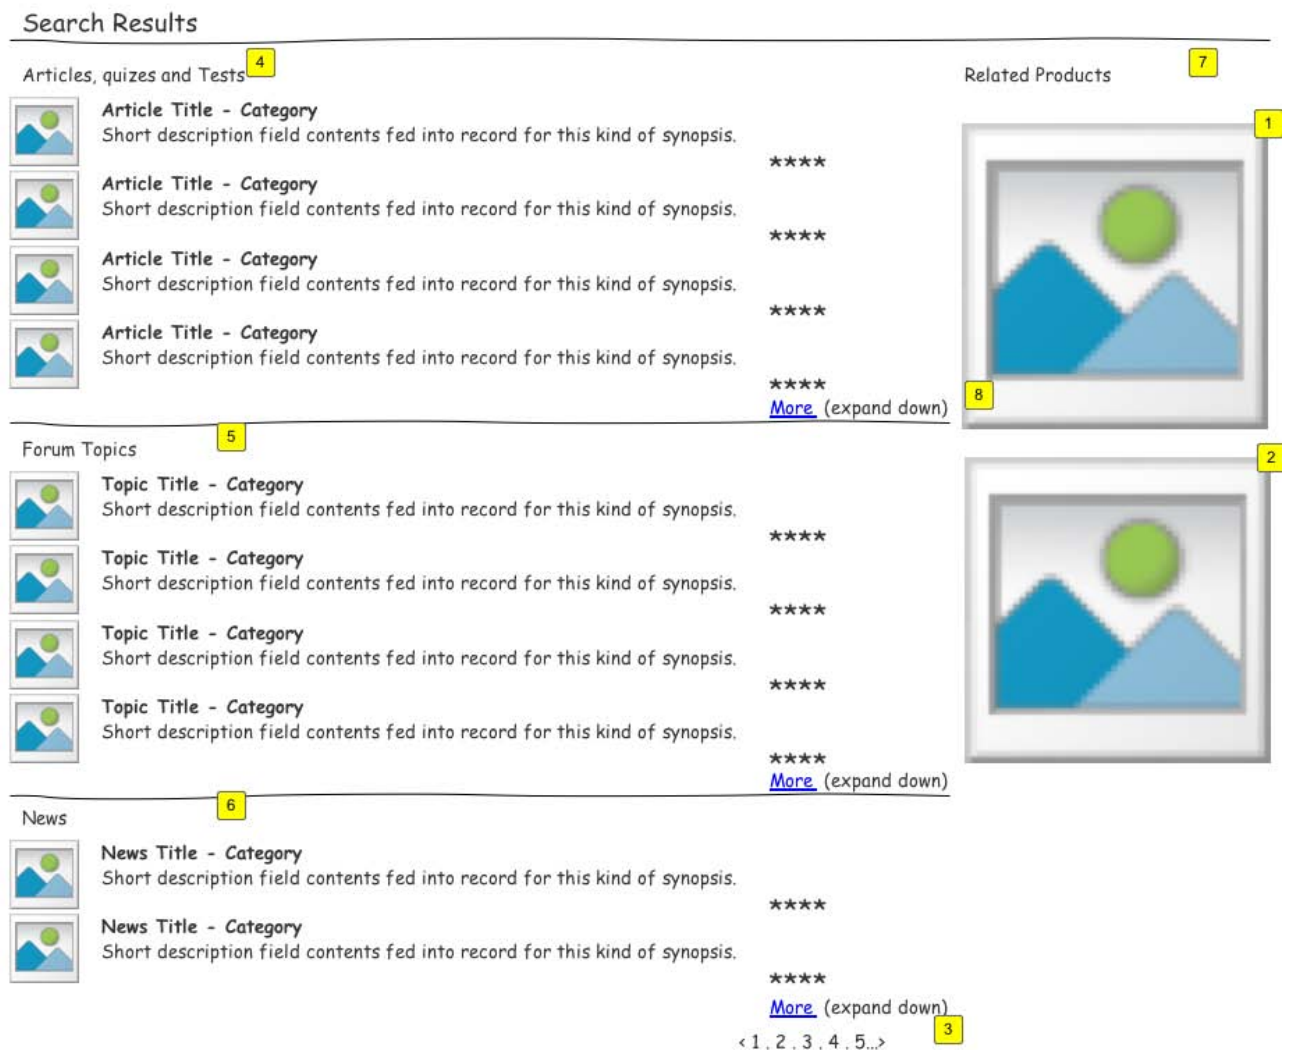 Search Results
Articles, quizes and Tests 4
Article Title - Category
Short description field contents fed into record for this kind of synopsis.
****
Article Title - Category
Short description field contents fed into record for this kind of synopsis.
****
Article Title - Category
Short description field contents fed into record for this kind of synopsis.
****
Article Title - Category
Short description field contents fed into record for this kind of synopsis.
****
More (expand down)
Forum Topics 5
Topic Title - Category
Short description field contents fed into record for this kind of synopsis.
****
Topic Title - Category
Short description field contents fed into record for this kind of synopsis.
****
Topic Title - Category
Short description field contents fed into record for this kind of synopsis.
****
Topic Title - Category
Short description field contents fed into record for this kind of synopsis.
****
More (expand down)
News 6
News Title - Category
Short description field contents fed into record for this kind of synopsis.
****
News Title - Category
Short description field contents fed into record for this kind of synopsis.
****
More (expand down)
< 1 . 2 . 3 . 4 . 5...> 3
Related Products 7
1
8
2